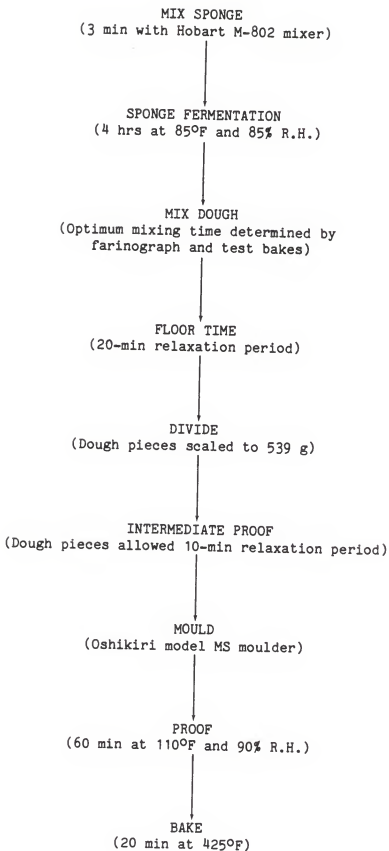 MIX SPONGE
(3 min with Hobart M-802 mixer)
SPONGE FERMENTATION
(4 hrs at 85ºF and 85% R.H.)
MIX DOUGH
(Optimum mixing time determined by
farinograph and test bakes)
FLOOR TIME
(20-min relaxation period)
DIVIDE
(Dough pieces scaled to 539 g)
INTERMEDIATE PROOF
(Dough pieces allowed 10-min relaxation period)
MOULD
(Oshikiri model MS moulder)
PROOF
(60 min at 110ºF and 90% R.H.)
BAKE
(20 min at 425ºF)